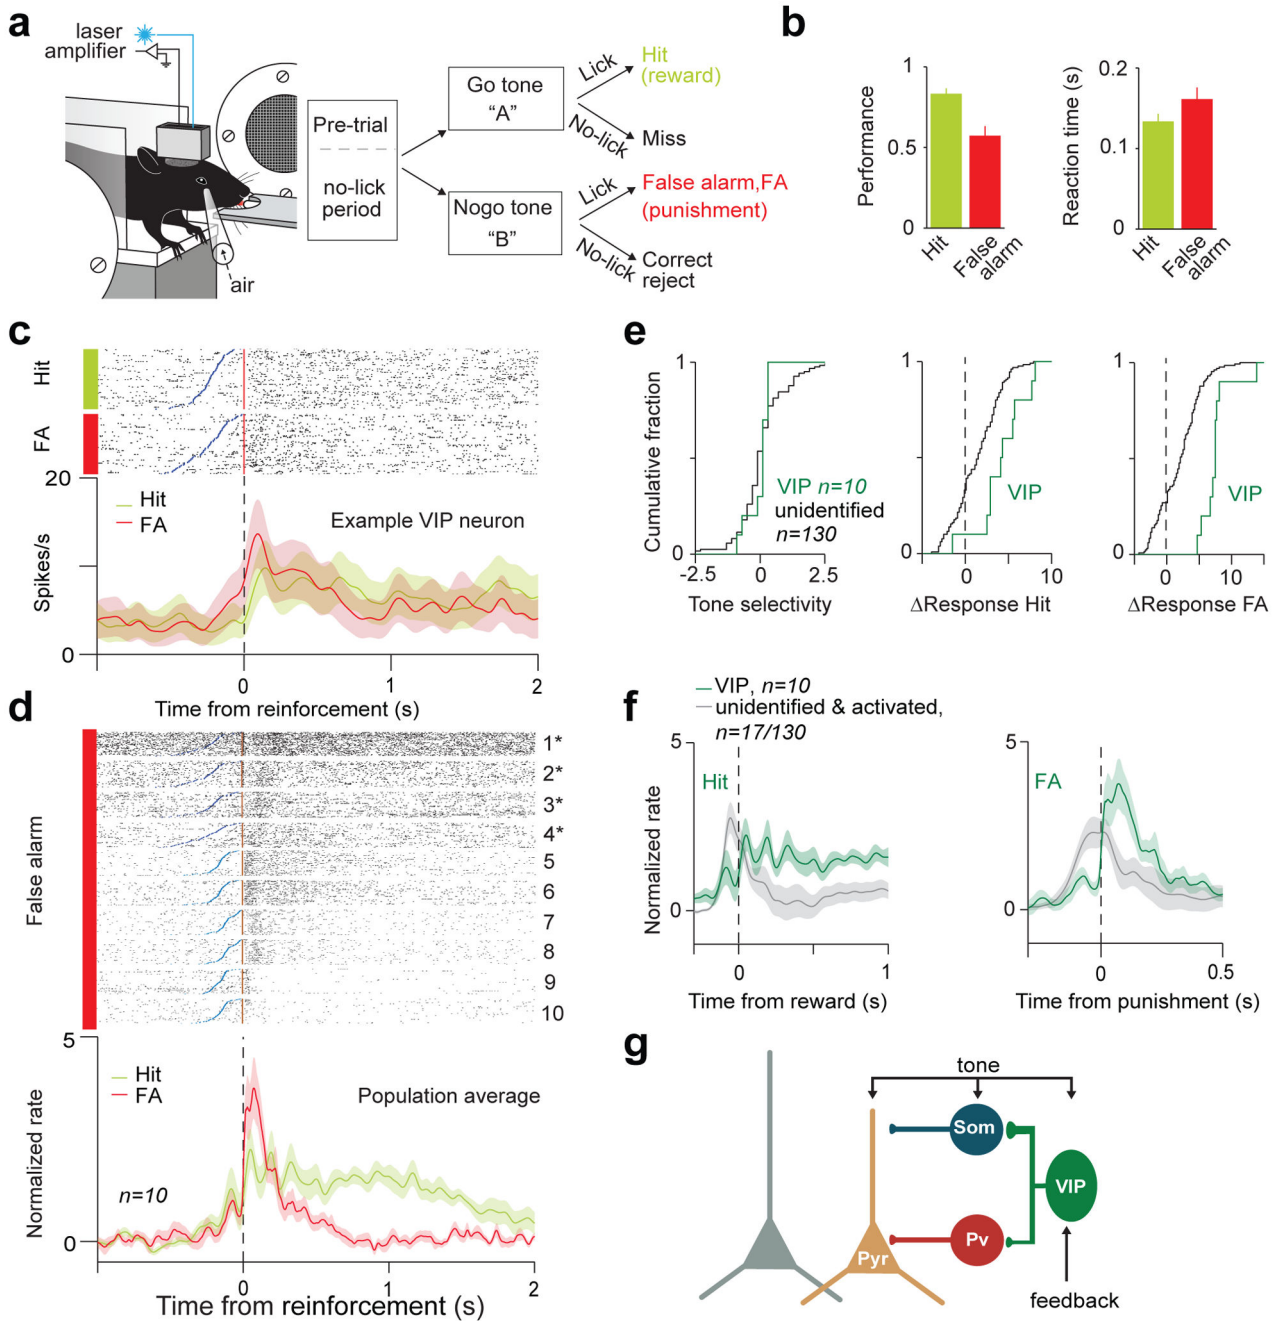 a
laser
amplifier
air
Pre-trial
no-lick
period
Go tone
“A”
Nogo tone
“B”
Lick
No-lick
Lick
No-lick
Hit
(reward)
Miss
False alarm,FA
(punishment)
Correct
reject
b
Performance
1
0.5
0
Hit
False
alarm
Reaction time (s)
0.2
0.1
0
Hit
False
alarm
c
Hit
FA
20
Spikes/s
0
Hit
FA
Example VIP neuron
0
1
2
Time from reinforcement (s)
d
False alarm
1*
2*
3*
4*
5
6
7
8
9
10
5
Normalized rate
0
Hit
FA
Population average
n=10
0
1
2
Time from reinforcement (s)
e
Cumulative fraction
1
0
VIP n=10
unidentified
n=130
-2.5
0
2.5
Tone selectivity
1
0
VIP
0
10
ΔResponse Hit
1
0
VIP
0
15
ΔResponse FA
f
VIP, n=10
unidentified & activated,
n=17/130
Normalized rate
5
0
Hit
0
1
Time from reward (s)
5
0
FA
0
0.5
Time from punishment (s)
g
tone
Som
VIP
Pv
Pyr
feedback